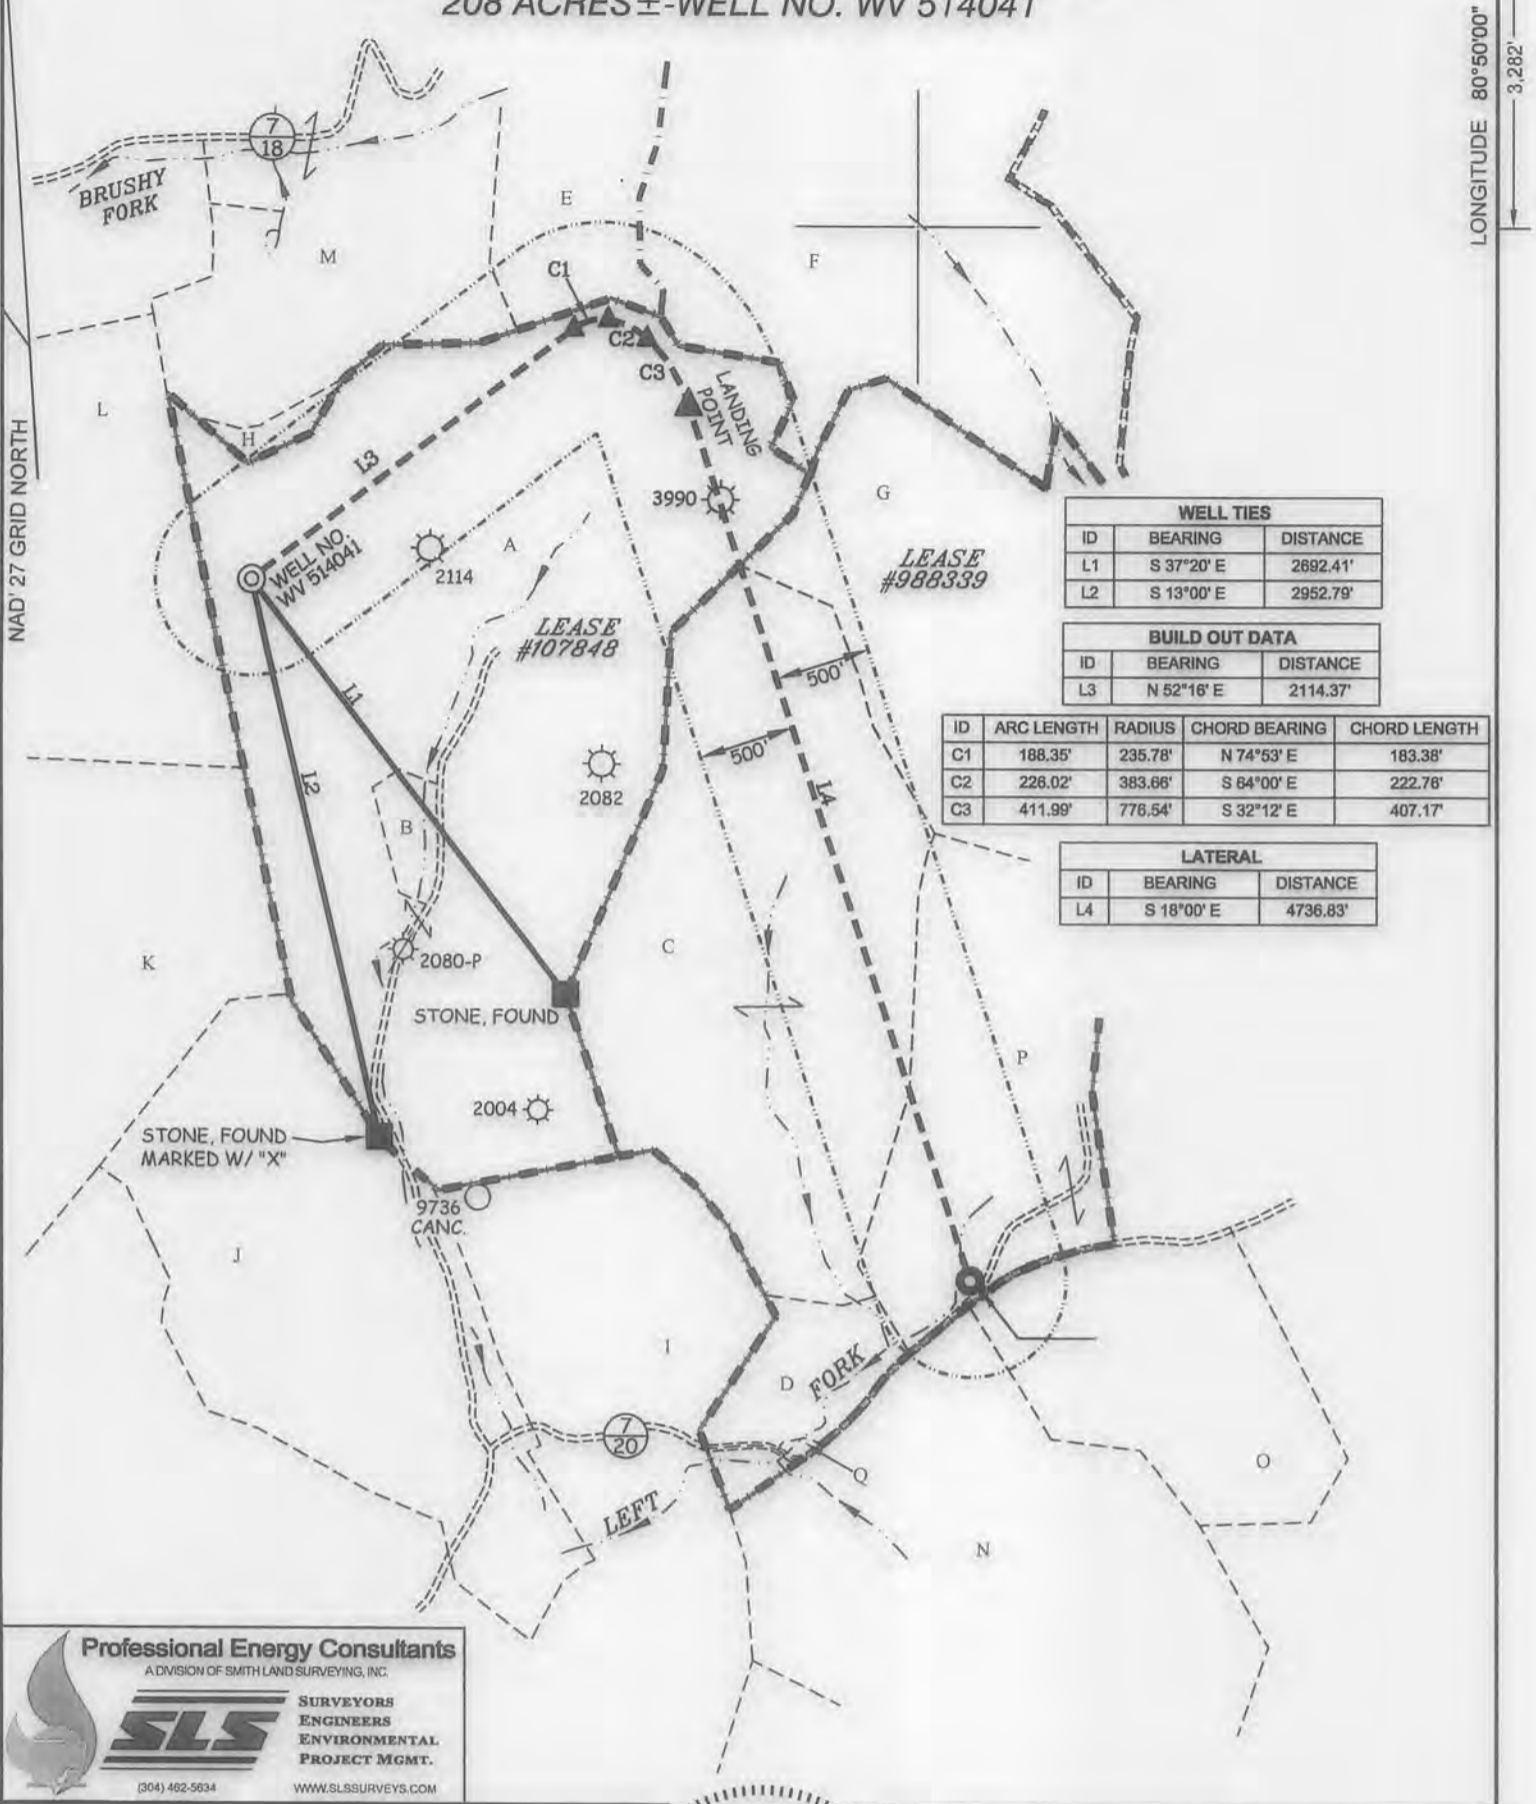 208 ACRES±-WELL NO. WV 514041
LONGITUDE 80°50'00"
3,282'
7
18
BRUSHY
FORK
E
M
F
C1
C2
C3
LANDING
POINT
L
H
L3
NAD' 27 GRID NORTH
3990
G
A
2114
WELL NO.
WV 514041
LEASE
#988339
LEASE
#107848
WELL TIES
ID BEARING DISTANCE
L1 S 37°20' E 2692.41'
L2 S 13°00' E 2952.79'
BUILD OUT DATA
ID BEARING DISTANCE
L3 N 52°16' E 2114.37'
ID ARC LENGTH RADIUS CHORD BEARING CHORD LENGTH
C1 188.35' 235.78' N 74°53' E 183.38'
C2 226.02' 383.66' S 64°00' E 222.76'
C3 411.99' 776.54' S 32°12' E 407.17'
LATERAL
ID BEARING DISTANCE
L4 S 18°00' E 4736.83'
500'
500'
L1
L2
L4
2082
B
C
K
2080-P
STONE, FOUND
P
2004
STONE, FOUND
MARKED W/ "X"
9736
CANC.
J
I
D
FORK
7
20
Q
O
LEFT
N
Professional Energy Consultants
A DIVISION OF SMITH LAND SURVEYING, INC.
SLS
SURVEYORS
ENGINEERS
ENVIRONMENTAL
PROJECT MGMT.
(304) 462-5634
WWW.SLSSURVEYS.COM